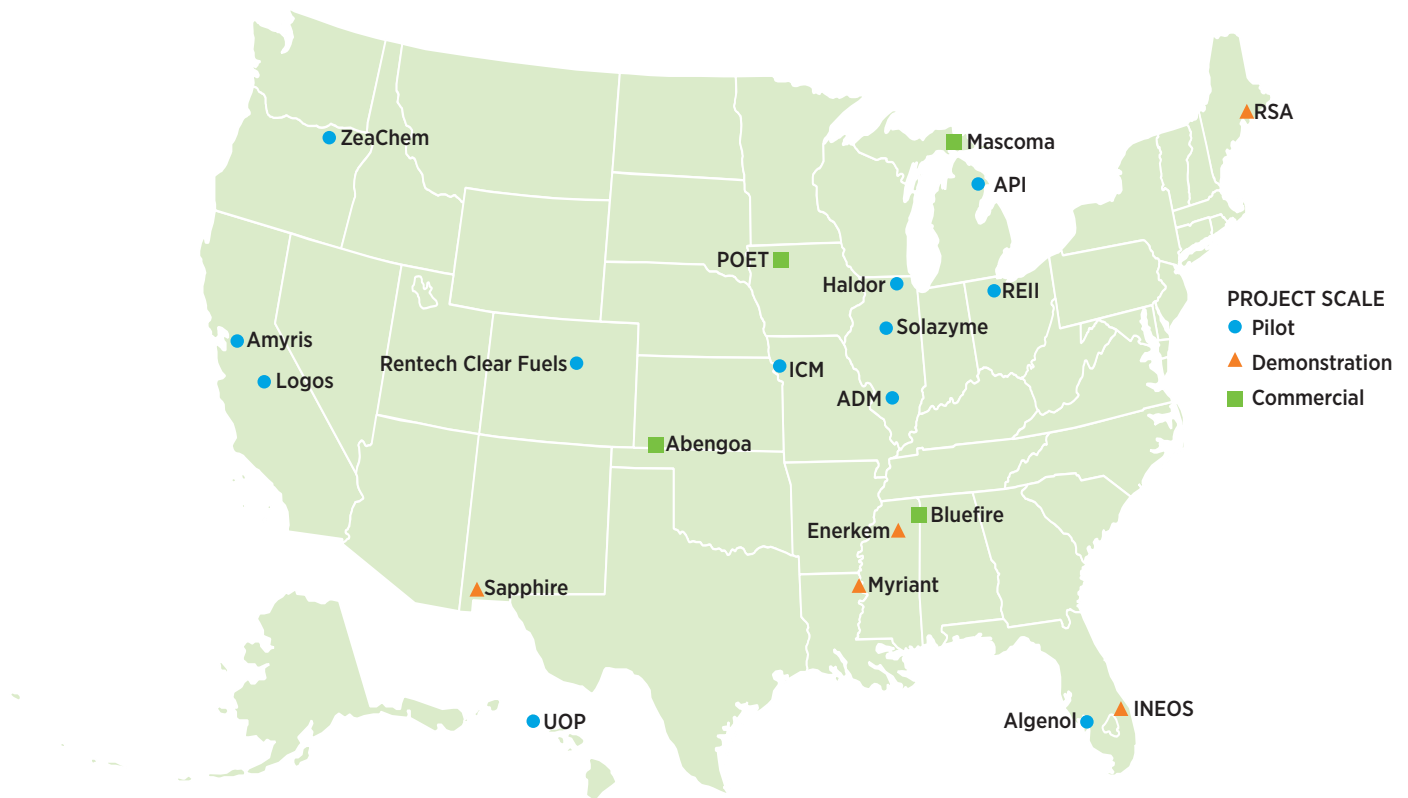 RSA
ZeaChem
Mascoma
API
POET
Haldor
REII
PROJECT SCALE
Pilot
Demonstration
Commercial
Solazyme
Amyris
Rentech Clear Fuels
ICM
Logos
ADM
Abengoa
Bluefire
Enerkem
Sapphire
Myriant
INEOS
UOP
Algenol